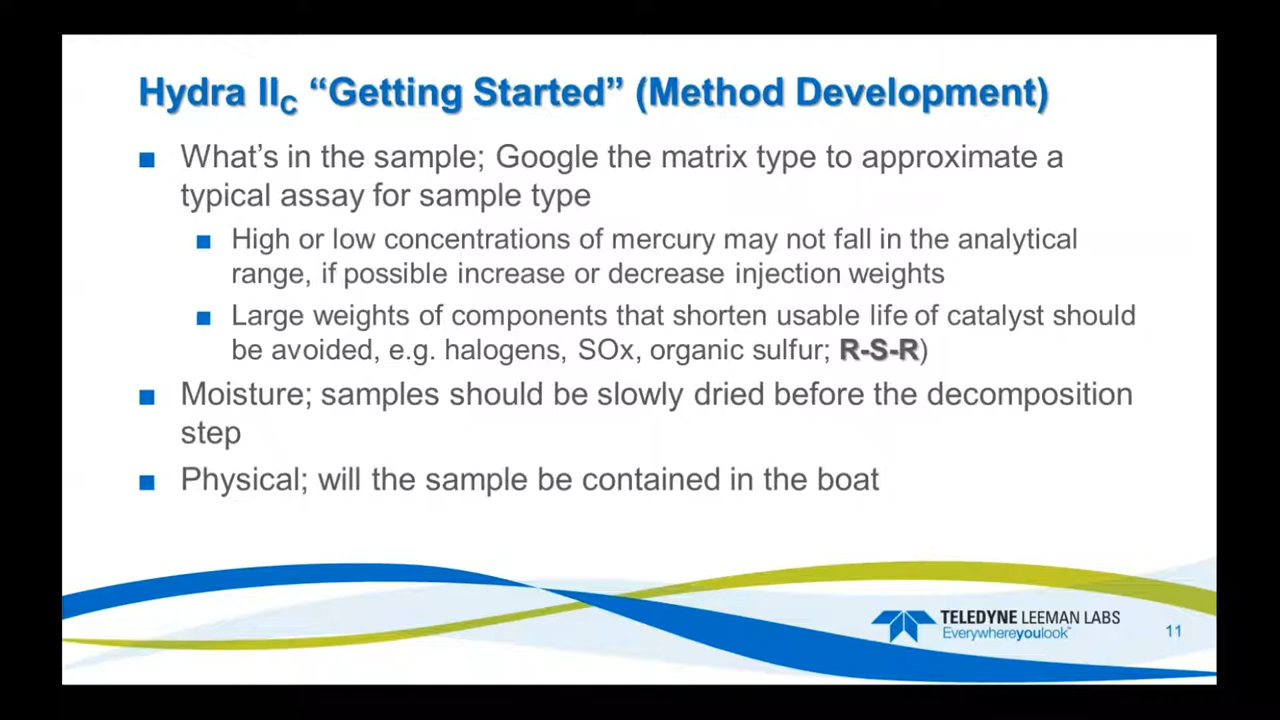 Hydra IIC “Getting Started” (Method Development)
What’s in the sample; Google the matrix type to approximate a
typical assay for sample type
High or low concentrations of mercury may not fall in the analytical
range, if possible increase or decrease injection weights
Large weights of components that shorten usable life of catalyst should
be avoided, e.g. halogens, SOx, organic sulfur; R-S-R)
Moisture; samples should be slowly dried before the decomposition
step
Physical; will the sample be contained in the boat
TELEDYNE LEEMAN LABS
Everywhereyoulook™
11